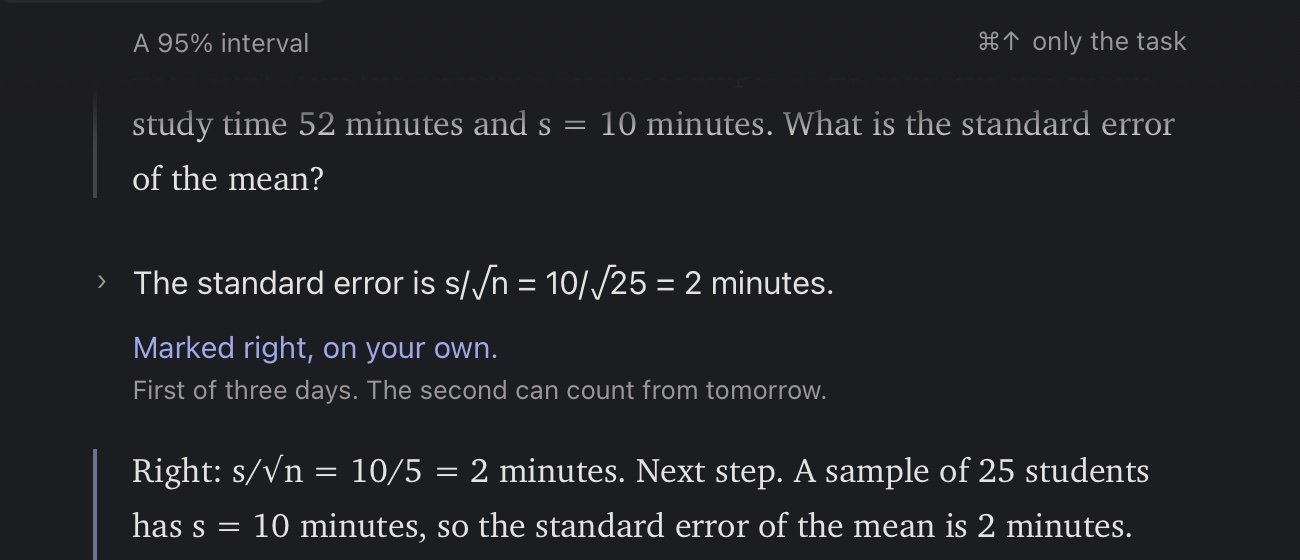 A 95% interval
⌘↑ only the task
study time 52 minutes and s = 10 minutes. What is the standard error
of the mean?
› The standard error is s/√n = 10/√25 = 2 minutes.
Marked right, on your own.
First of three days. The second can count from tomorrow.
Right: s/√n = 10/5 = 2 minutes. Next step. A sample of 25 students
has s = 10 minutes, so the standard error of the mean is 2 minutes.